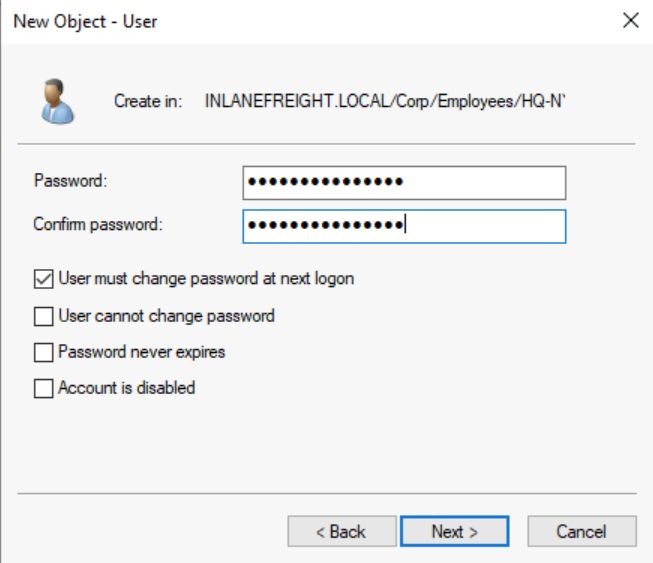 New Object - User
Create in: INLANEFREIGHT.LOCAL/Corp/Employees/HQ-N
Password: •••••••••••••••
Confirm password: •••••••••••••••
User must change password at next logon
User cannot change password
Password never expires
Account is disabled
< Back Next > Cancel